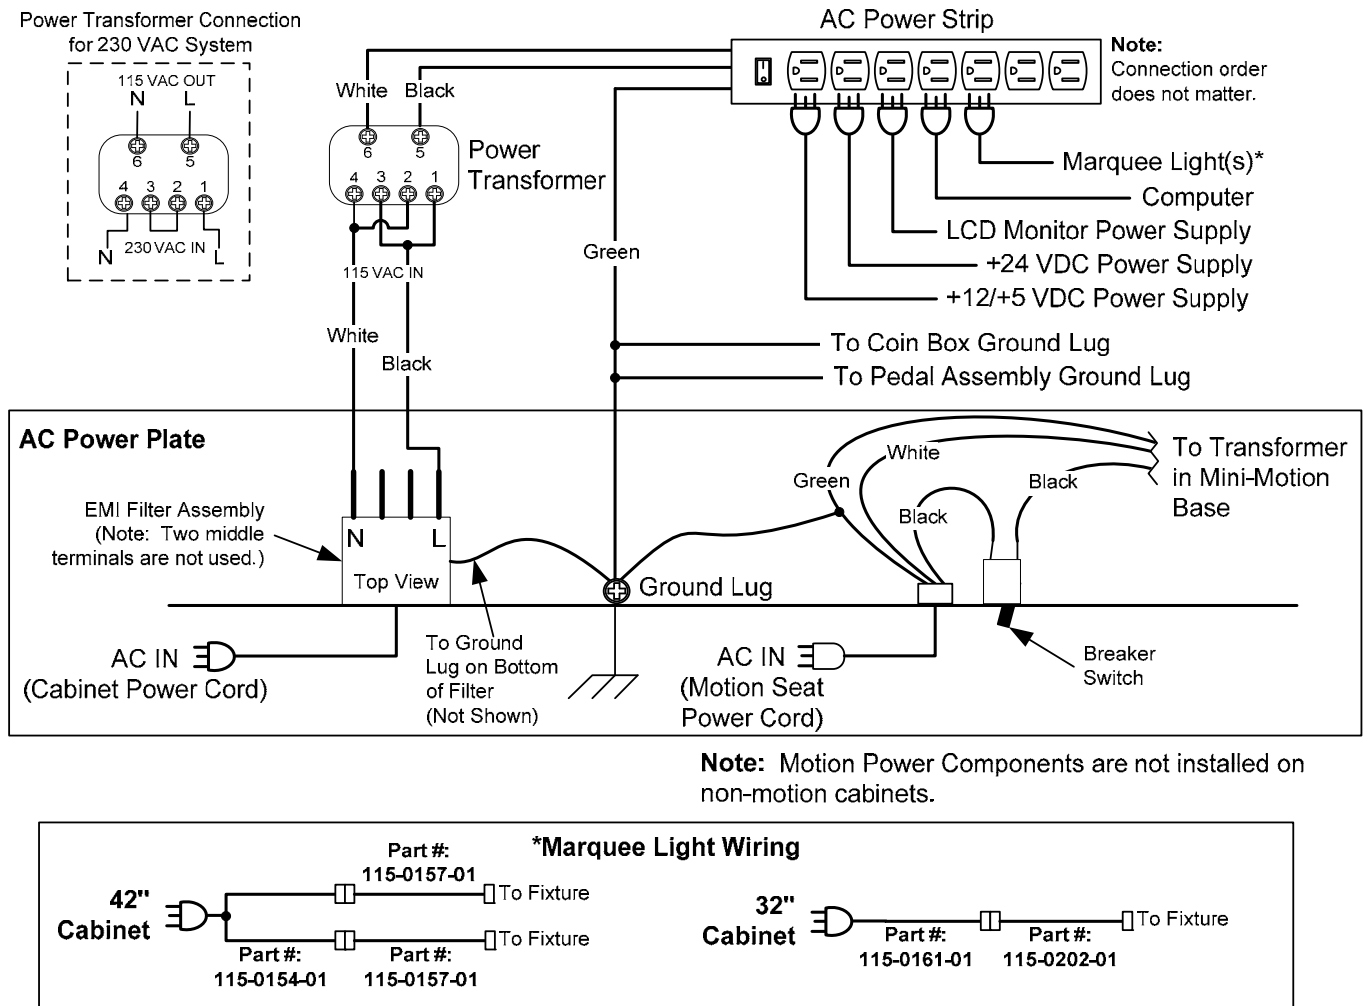 Power Transformer Connection
for 230 VAC System
115 VAC OUT
N L
6 5
4 3 2 1
230 VAC IN
N L
White Black
6 5
4 3 2 1
Power
Transformer
115 VAC IN
White
Black
Green
AC Power Strip
Note:
Connection order
does not matter.
Marquee Light(s)*
Computer
LCD Monitor Power Supply
+24 VDC Power Supply
+12/+5 VDC Power Supply
To Coin Box Ground Lug
To Pedal Assembly Ground Lug
AC Power Plate
EMI Filter Assembly
(Note: Two middle
terminals are not used.)
N L
Top View
Ground Lug
Green
White
Black
Black
To Transformer
in Mini-Motion
Base
AC IN
(Cabinet Power Cord)
To Ground
Lug on Bottom
of Filter
(Not Shown)
AC IN
(Motion Seat
Power Cord)
Breaker
Switch
Note: Motion Power Components are not installed on
non-motion cabinets.
*Marquee Light Wiring
42"
Cabinet
Part #:
115-0157-01
To Fixture
To Fixture
Part #:
115-0154-01
Part #:
115-0157-01
32"
Cabinet
To Fixture
Part #:
115-0161-01
Part #:
115-0202-01